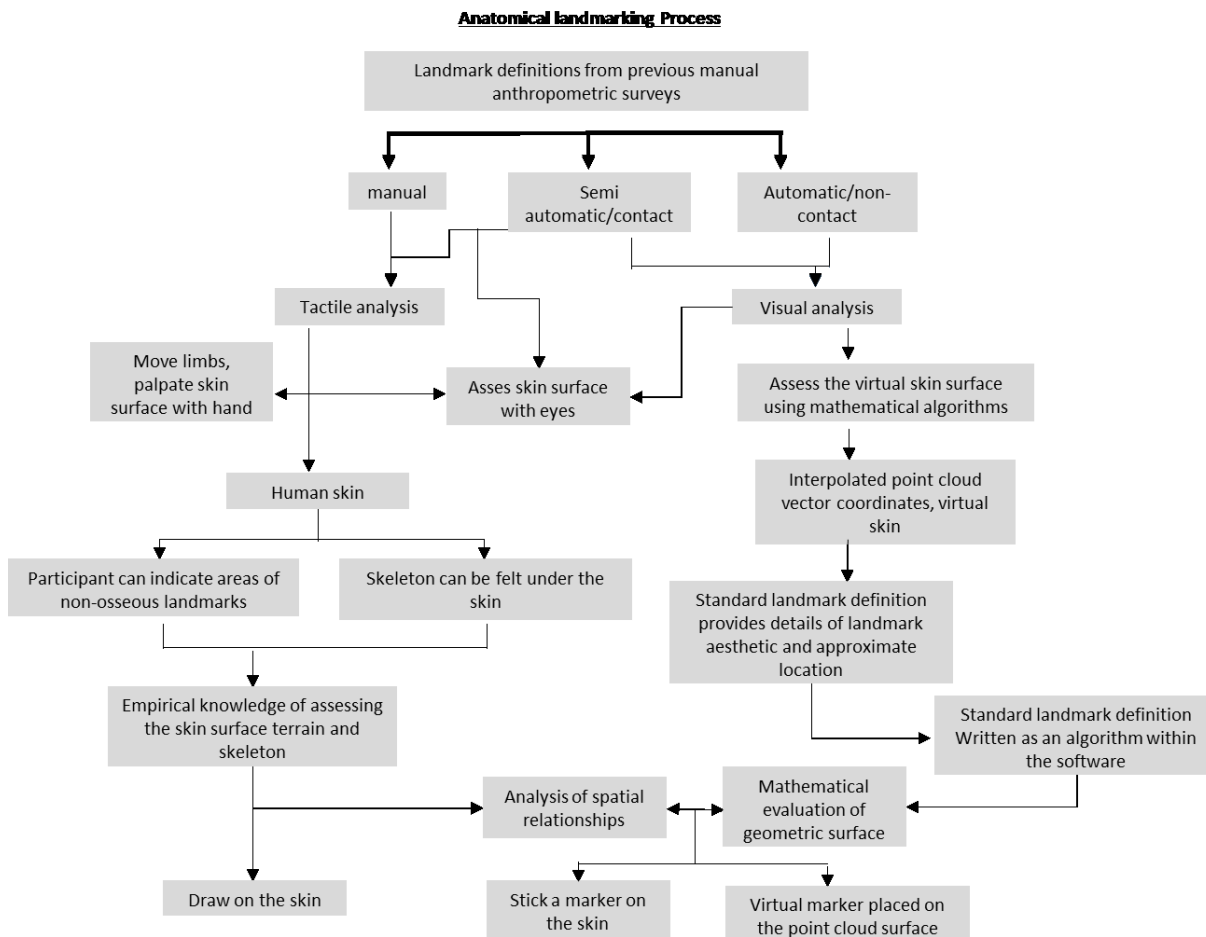 Anatomical landmarking Process
Landmark definitions from previous manual
anthropometric surveys
manual
Semi
automatic/contact
Automatic/non-
contact
Tactile analysis
Visual analysis
Move limbs,
palpate skin
surface with hand
Asses skin surface
with eyes
Assess the virtual skin surface
using mathematical algorithms
Human skin
Interpolated point cloud
vector coordinates, virtual
skin
Participant can indicate areas of
non-osseous landmarks
Skeleton can be felt under the
skin
Standard landmark definition
provides details of landmark
aesthetic and approximate
location
Empirical knowledge of assessing
the skin surface terrain and
skeleton
Standard landmark definition
Written as an algorithm within
the software
Analysis of spatial
relationships
Mathematical
evaluation of
geometric surface
Draw on the skin
Stick a marker on
the skin
Virtual marker placed on
the point cloud surface